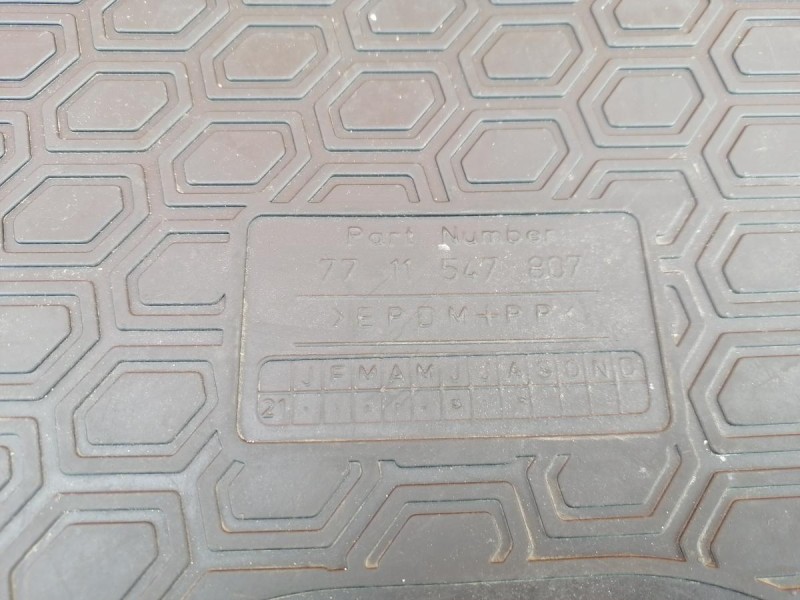 Part Number
77 11 547 807
>EPDM+PP<
J F M A M J J A S O N D
21